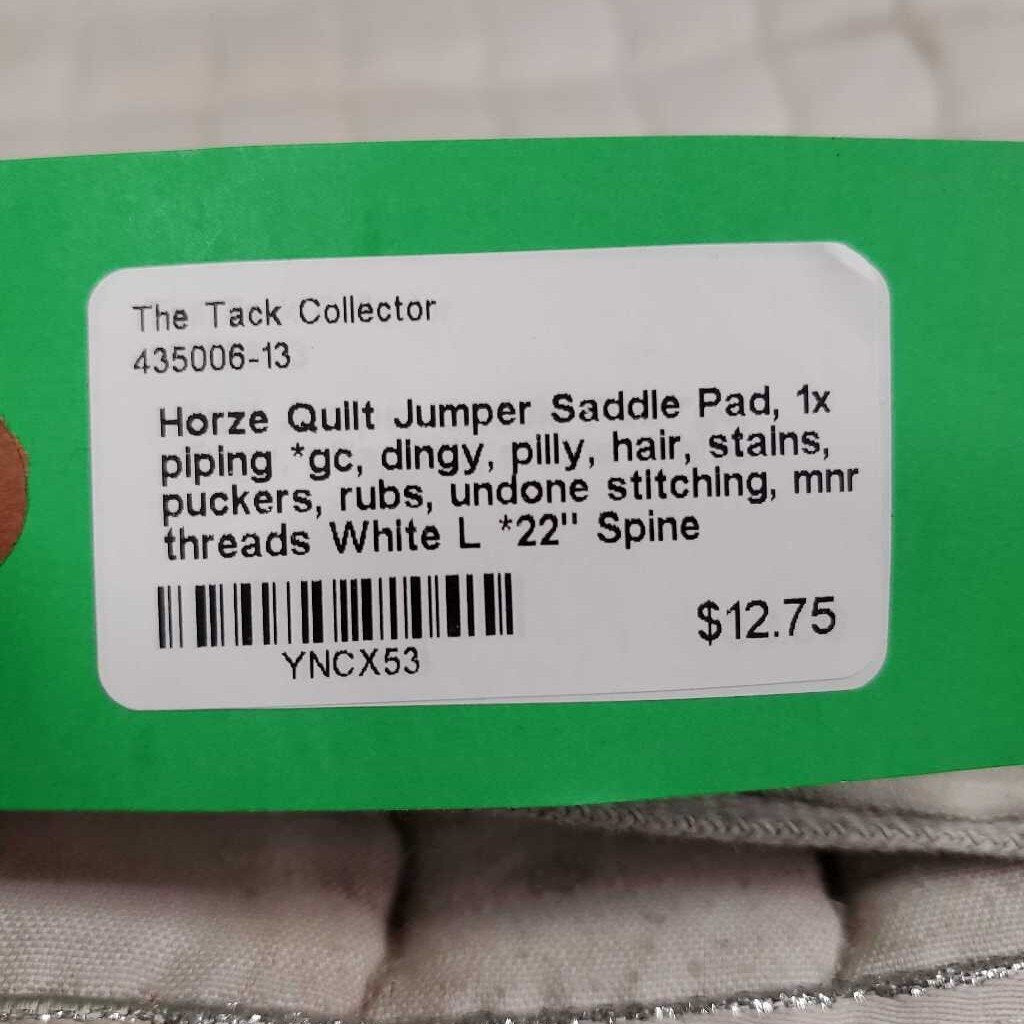 The Tack Collector
435006-13
Horze Quilt Jumper Saddle Pad, 1x
piping *gc, dingy, pilly, hair, stains,
puckers, rubs, undone stitching, mnr
threads White L *22" Spine
YNCX53
$12.75